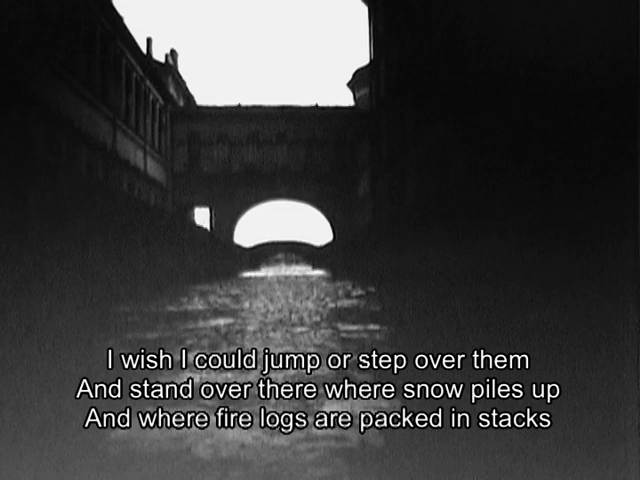 I wish I could jump or step over them
And stand over there where snow piles up
And where fire logs are packed in stacks